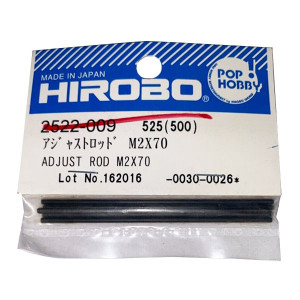 MADE IN JAPAN
HIROBO®
POP!
HOBBY
2522-009 525(500)
アジャストロッド M2X70
ADJUST ROD M2X70
Lot No.162016 -0030-0026*